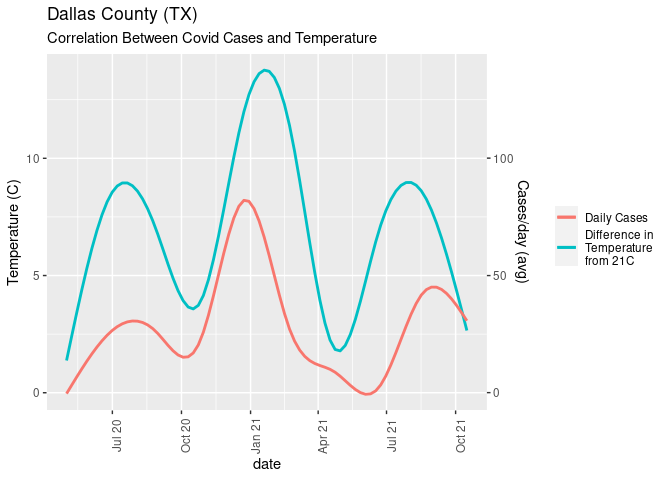 Dallas County (TX)
Correlation Between Covid Cases and Temperature
Temperature (C)
10
5
0
100
50
0
Cases/day (avg)
Jul 20
Oct 20
Jan 21
Apr 21
Jul 21
Oct 21
date
Daily Cases
Difference in
Temperature
from 21C